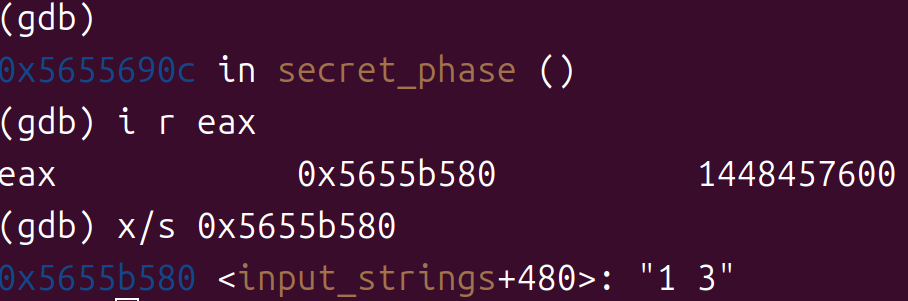 (gdb)
0x5655690c in secret_phase ()
(gdb) i r eax
eax 0x5655b580 1448457600
(gdb) x/s 0x5655b580
0x5655b580 <input_strings+480>: "1 3"